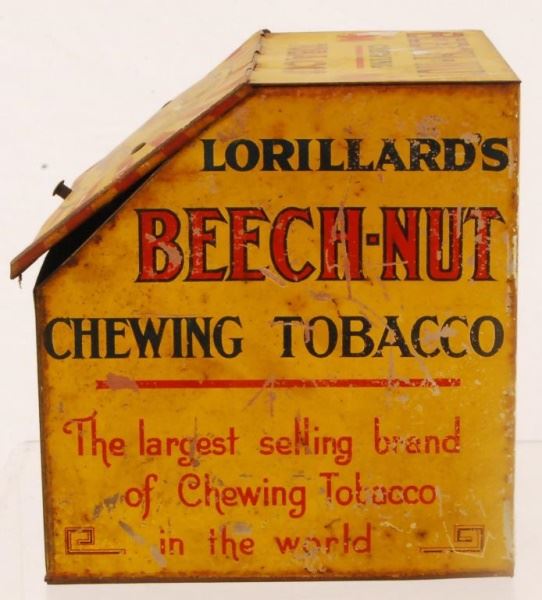 LORILLARD'S
BEECH-NUT
CHEWING TOBACCO
The largest selling brand
of Chewing Tobacco
in the world